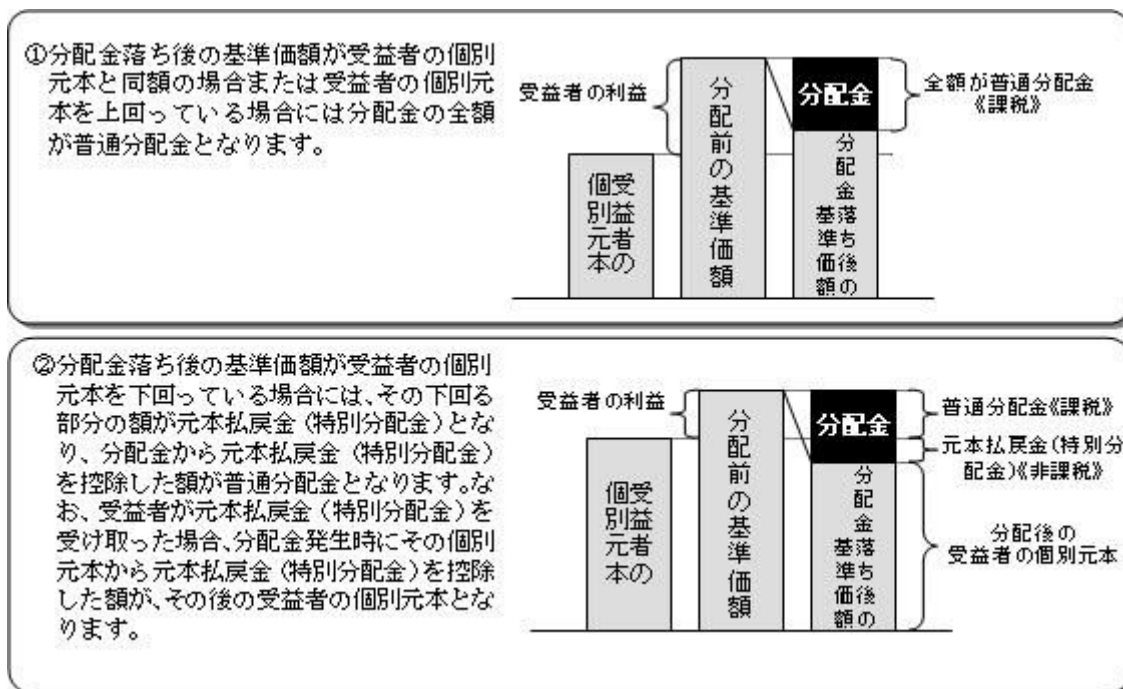 ①分配金落ち後の基準価額が受益者の個別
元本と同額の場合または受益者の個別元
本を上回っている場合には分配金の全額
が普通分配金となります。
受益者の利益
受益者の
個別元本
分配前の基準価額
分配金
分配金落ち後の
基準価額
全額が普通分配金
《課税》
②分配金落ち後の基準価額が受益者の個別
元本を下回っている場合には、その下回る
部分の額が元本払戻金(特別分配金)とな
り、分配金から元本払戻金(特別分配金)
を控除した額が普通分配金となります。な
お、受益者が元本払戻金(特別分配金)を
受け取った場合、分配金発生時にその個別
元本から元本払戻金(特別分配金)を控除
した額が、その後の受益者の個別元本とな
ります。
受益者の利益
受益者の
個別元本
分配前の基準価額
分配金
分配金落ち後の
基準価額
普通分配金《課税》
元本払戻金(特別分
配金)《非課税》
分配後の
受益者の個別元本